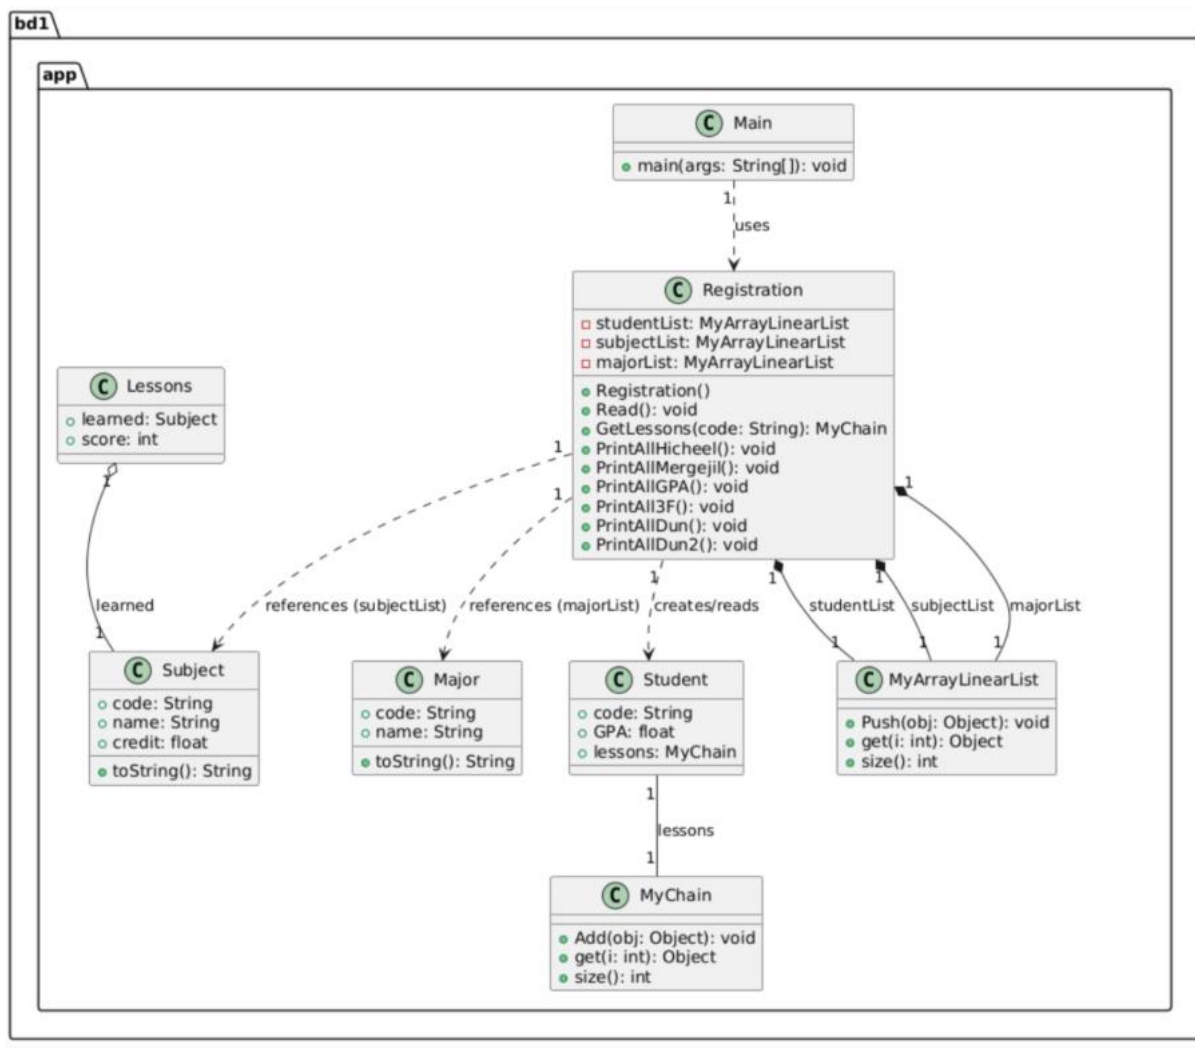 bd1
app
C Main
main(args: String[]): void
1
uses
C Registration
studentList: MyArrayLinearList
subjectList: MyArrayLinearList
majorList: MyArrayLinearList
Registration()
Read(): void
GetLessons(code: String): MyChain
PrintAllHicheel(): void
PrintAllMergejil(): void
PrintAllGPA(): void
PrintAll3F(): void
PrintAllDun(): void
PrintAllDun2(): void
C Lessons
learned: Subject
score: int
1
1
1
1
1
1
1
1
learned
references (subjectList)
references (majorList)
creates/reads
studentList
subjectList
majorList
1
1
1
1
C Subject
code: String
name: String
credit: float
toString(): String
C Major
code: String
name: String
toString(): String
C Student
code: String
GPA: float
lessons: MyChain
C MyArrayLinearList
Push(obj: Object): void
get(i: int): Object
size(): int
1
lessons
1
C MyChain
Add(obj: Object): void
get(i: int): Object
size(): int